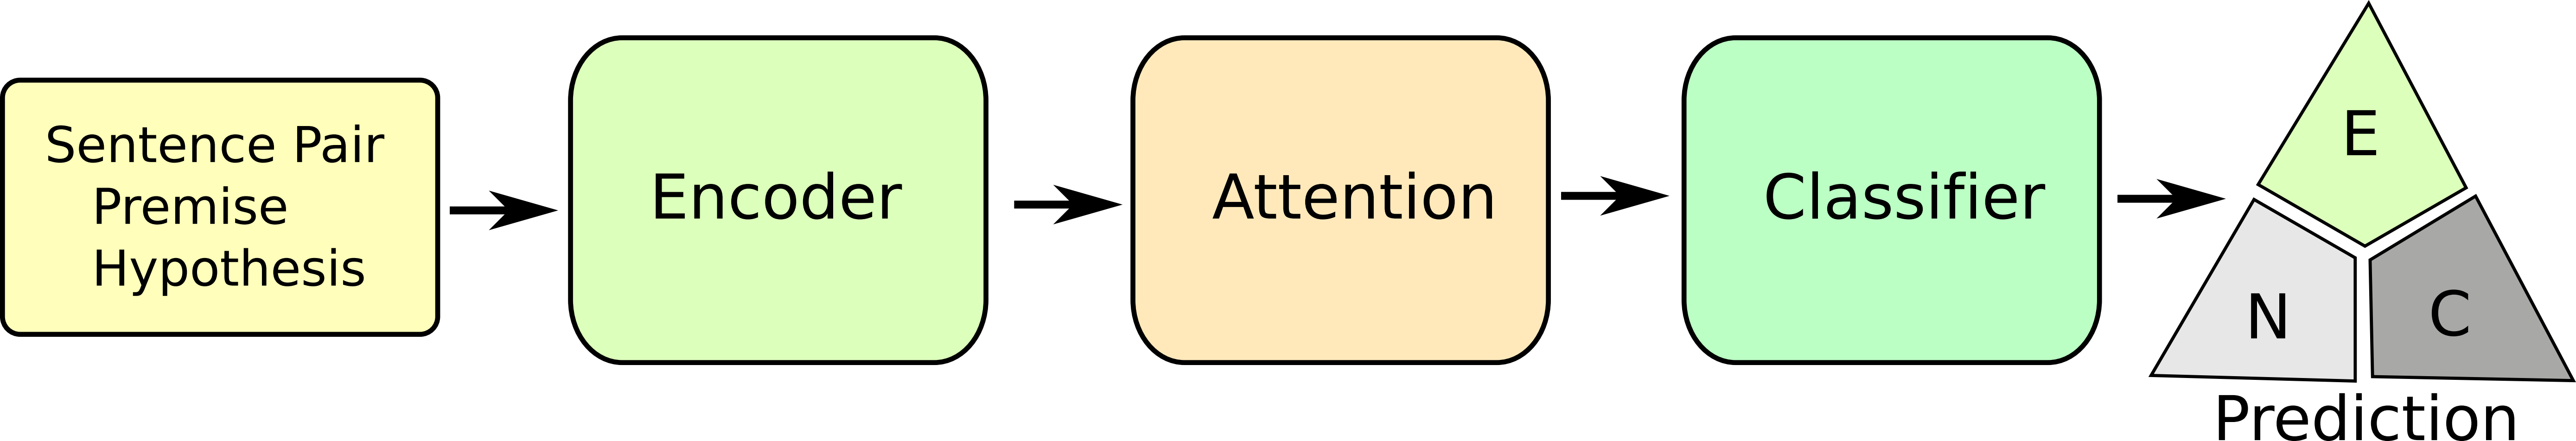 Sentence Pair
Premise
Hypothesis
Encoder
Attention
Classifier
E
N
C
Prediction